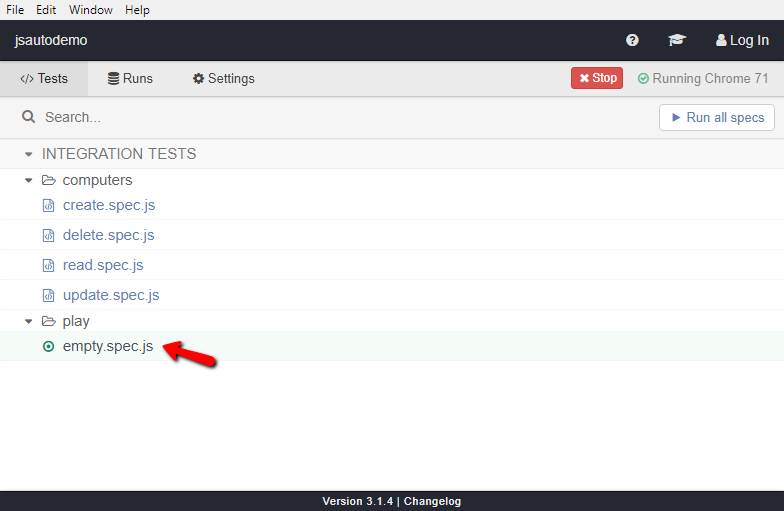 File Edit Window Help
jsautodemo Log In
Tests Runs Settings Stop Running Chrome 71
Search... Run all specs
INTEGRATION TESTS
computers
create.spec.js
delete.spec.js
read.spec.js
update.spec.js
play
empty.spec.js
Version 3.1.4 | Changelog